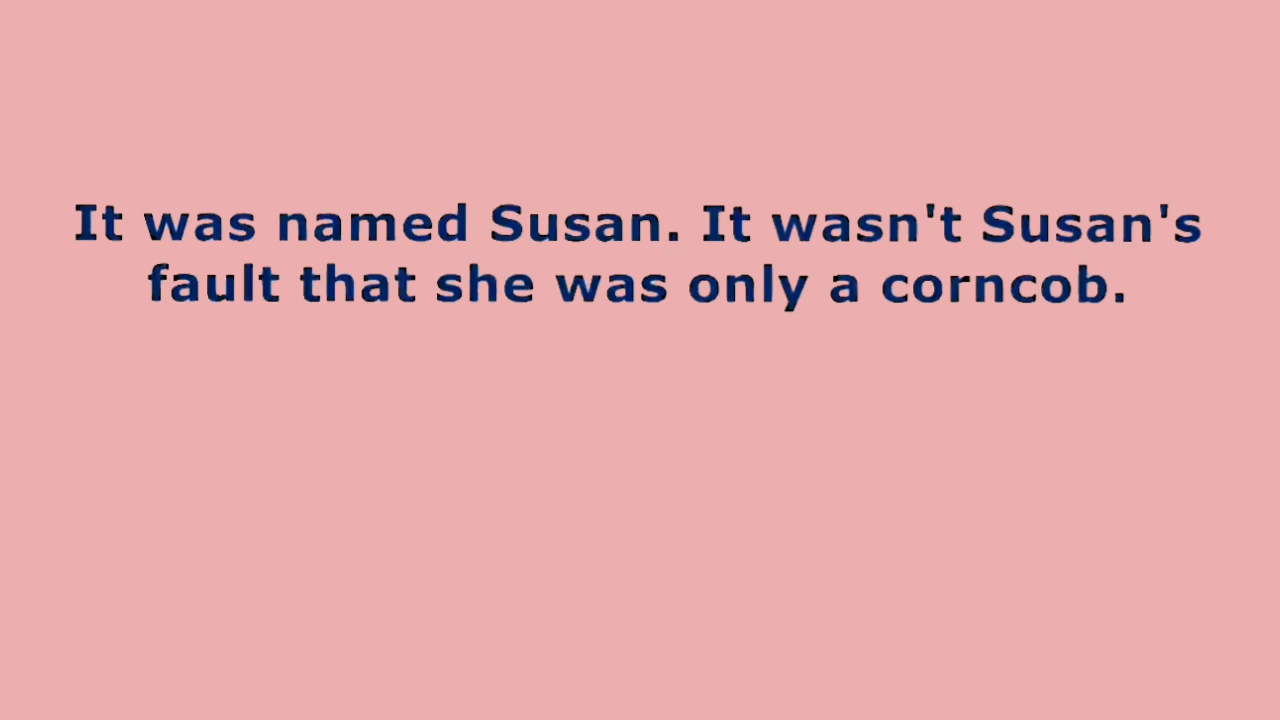 It was named Susan. It wasn't Susan's
fault that she was only a corncob.